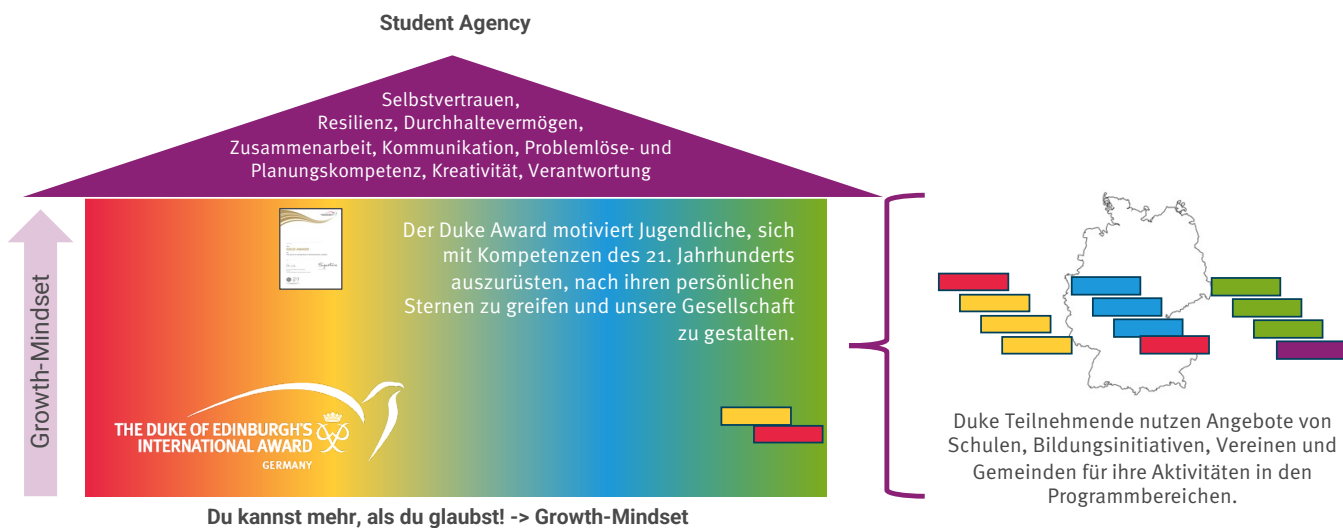 Student Agency
Selbstvertrauen,
Resilienz, Durchhaltevermögen,
Zusammenarbeit, Kommunikation, Problemlöse- und
Planungskompetenz, Kreativität, Verantwortung
Growth-Mindset
Der Duke Award motiviert Jugendliche, sich
mit Kompetenzen des 21. Jahrhunderts
auszurüsten, nach ihren persönlichen
Sternen zu greifen und unsere Gesellschaft
zu gestalten.
THE DUKE OF EDINBURGH'S
INTERNATIONAL AWARD
GERMANY
Duke Teilnehmende nutzen Angebote von
Schulen, Bildungsinitiativen, Vereinen und
Gemeinden für ihre Aktivitäten in den
Programmbereichen.
Du kannst mehr, als du glaubst! -> Growth-Mindset